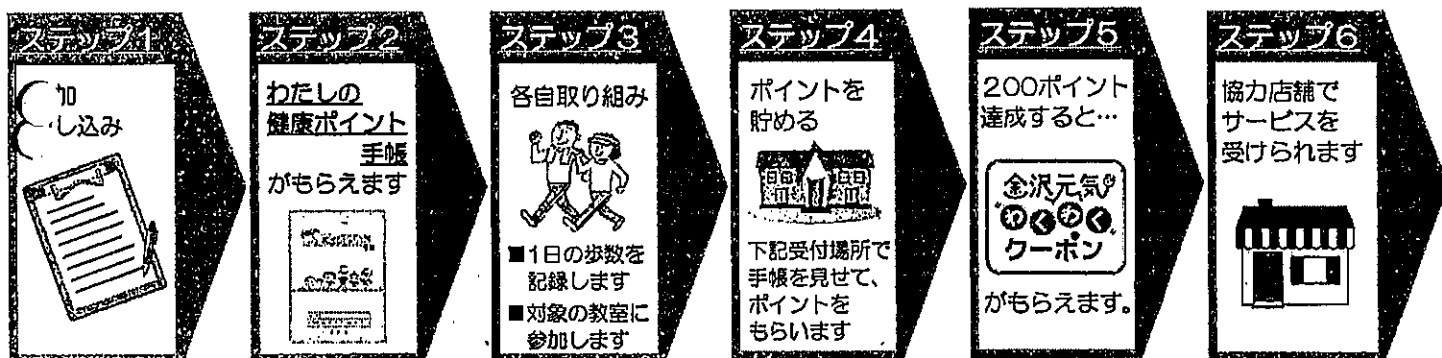 ステップ1
加
し込み
ステップ2
わたしの
健康ポイント
手帳
がもらえます
ステップ3
各自取り組み
■1日の歩数を
記録します
■対象の教室に
参加します
ステップ4
ポイントを
貯める
下記受付場所で
手帳を見せて、
ポイントを
もらいます
ステップ5
200ポイント
達成すると…
金沢元気
わくわく
クーポン
がもらえます。
ステップ6
協力店舗で
サービスを
受けられます